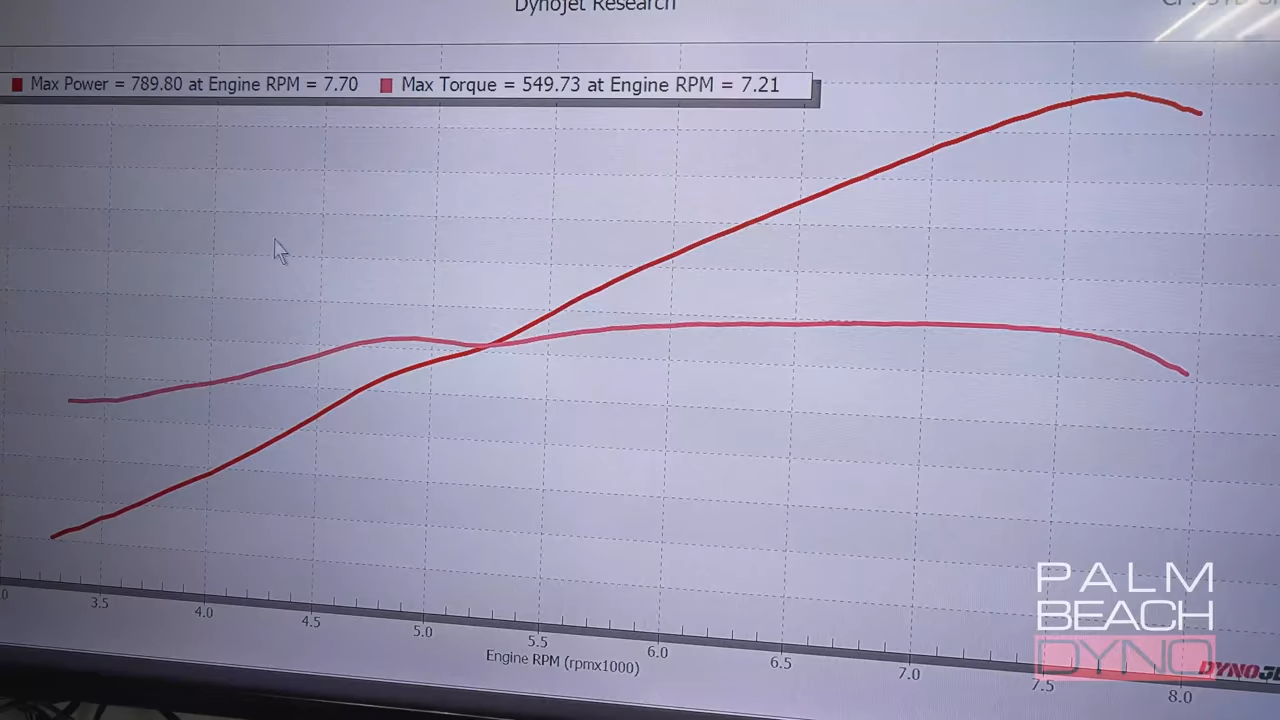 Dynojet Research
Max Power = 789.80 at Engine RPM = 7.70 Max Torque = 549.73 at Engine RPM = 7.21
3.5 4.0 4.5 5.0 5.5 6.0 6.5 7.0 7.5 8.0
Engine RPM (rpmx1000)
PALM
BEACH
DYNO